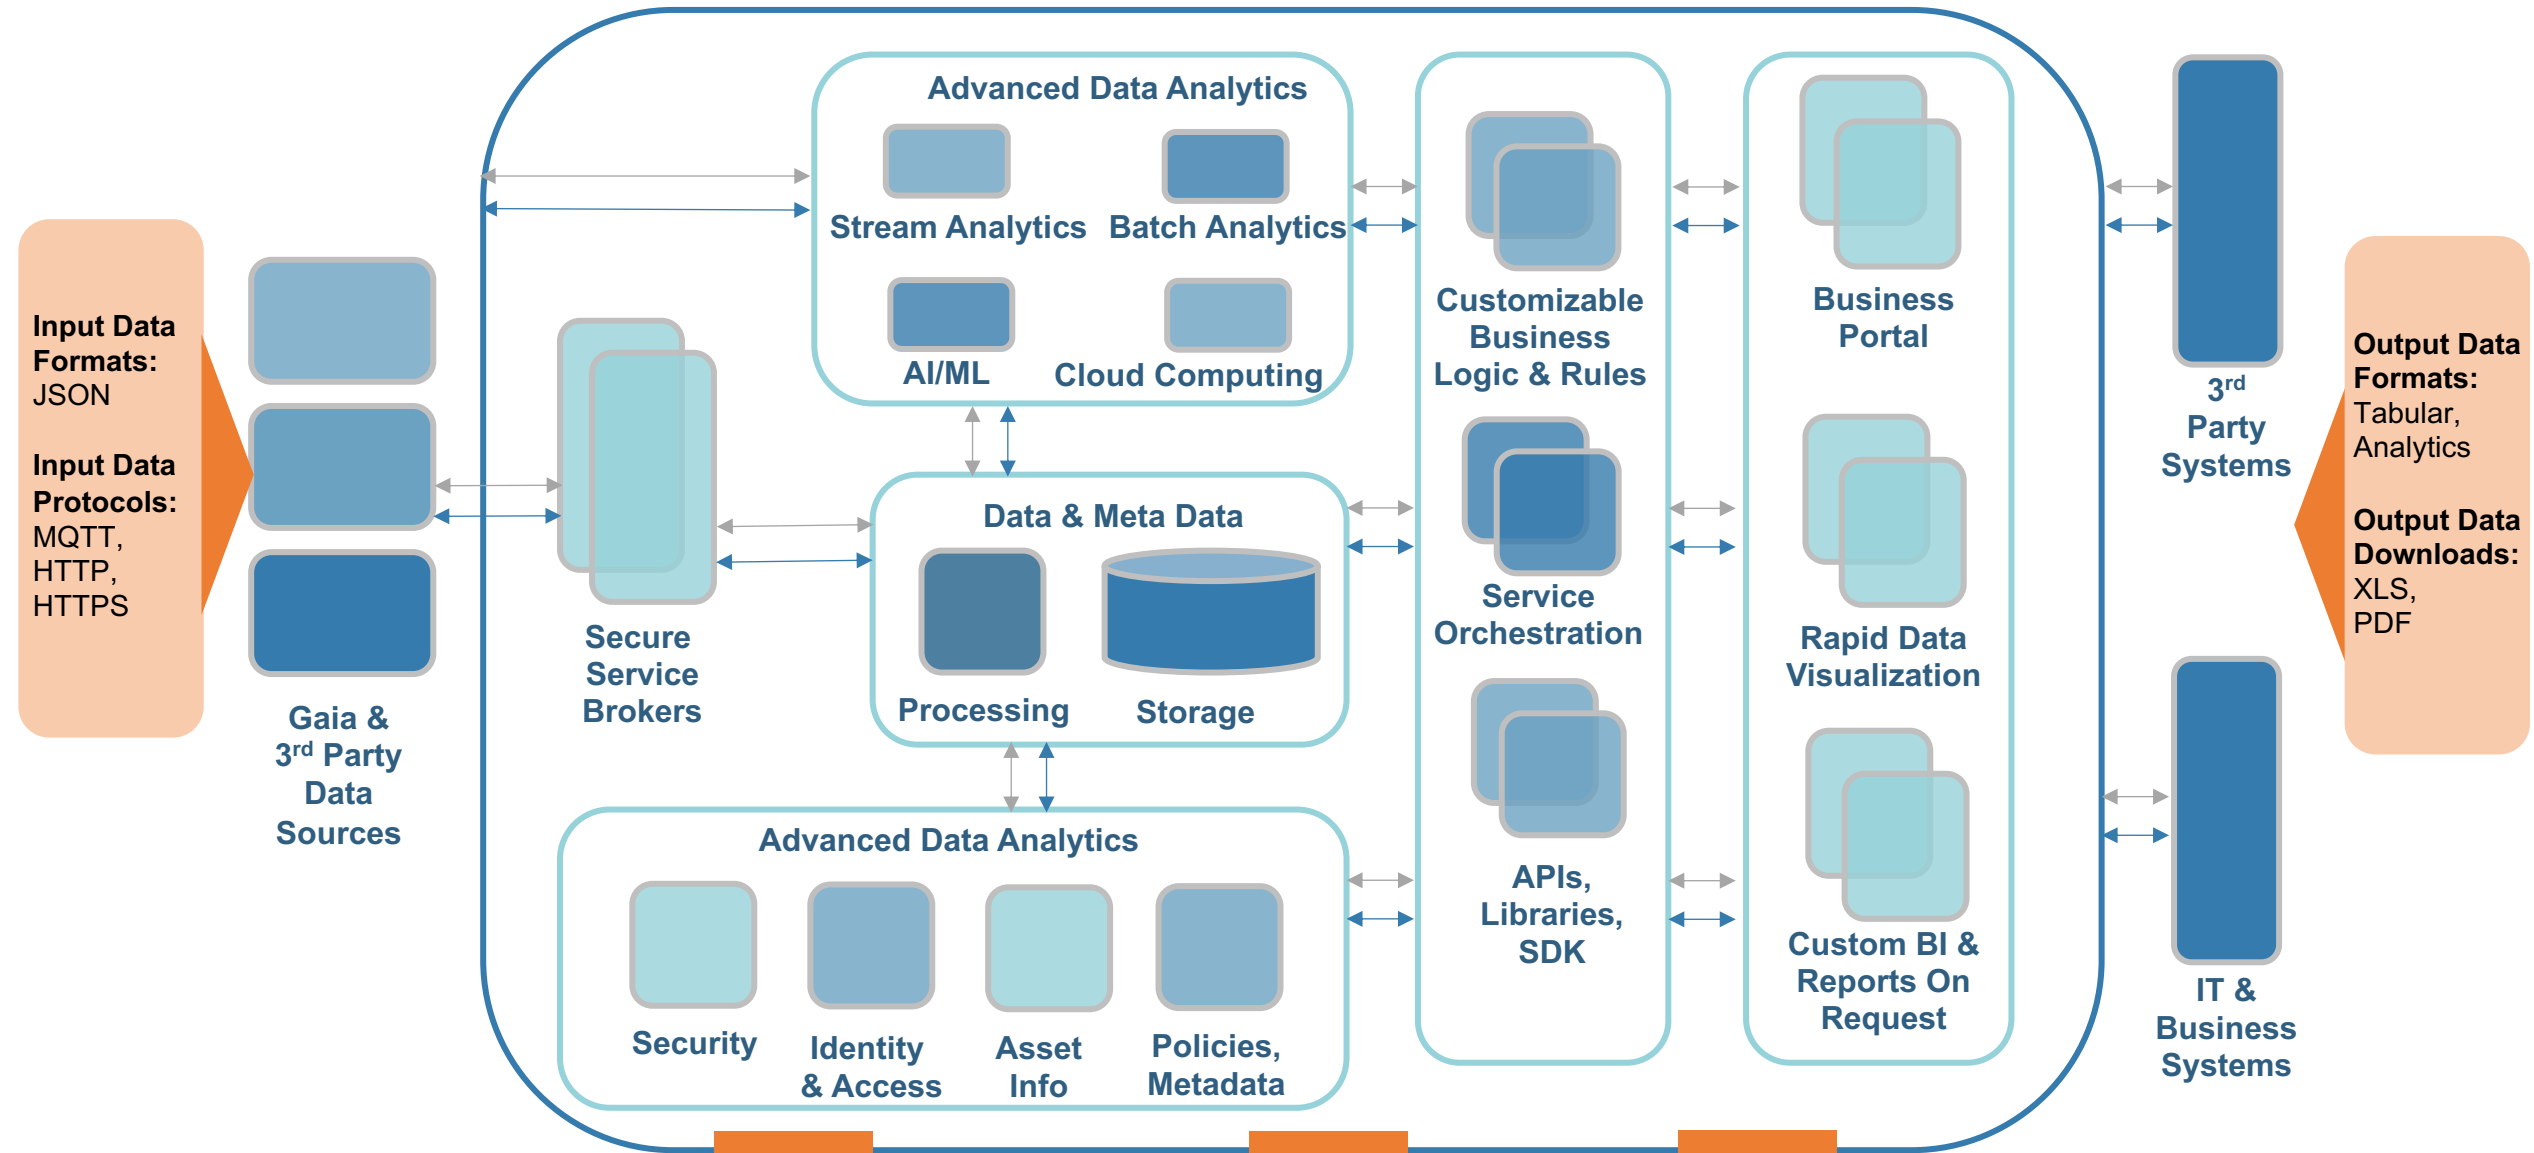 Input Data
Formats:
JSON
Input Data
Protocols:
MQTT,
HTTP,
HTTPS
Gaia &
3rd Party
Data
Sources
Secure
Service
Brokers
Advanced Data Analytics
Stream Analytics
Batch Analytics
AI/ML
Cloud Computing
Data & Meta Data
Processing
Storage
Advanced Data Analytics
Security
Identity
& Access
Asset
Info
Policies,
Metadata
Customizable
Business
Logic & Rules
Service
Orchestration
APIs,
Libraries,
SDK
Business
Portal
Rapid Data
Visualization
Custom BI &
Reports On
Request
3rd
Party
Systems
IT &
Business
Systems
Output Data
Formats:
Tabular,
Analytics
Output Data
Downloads:
XLS,
PDF